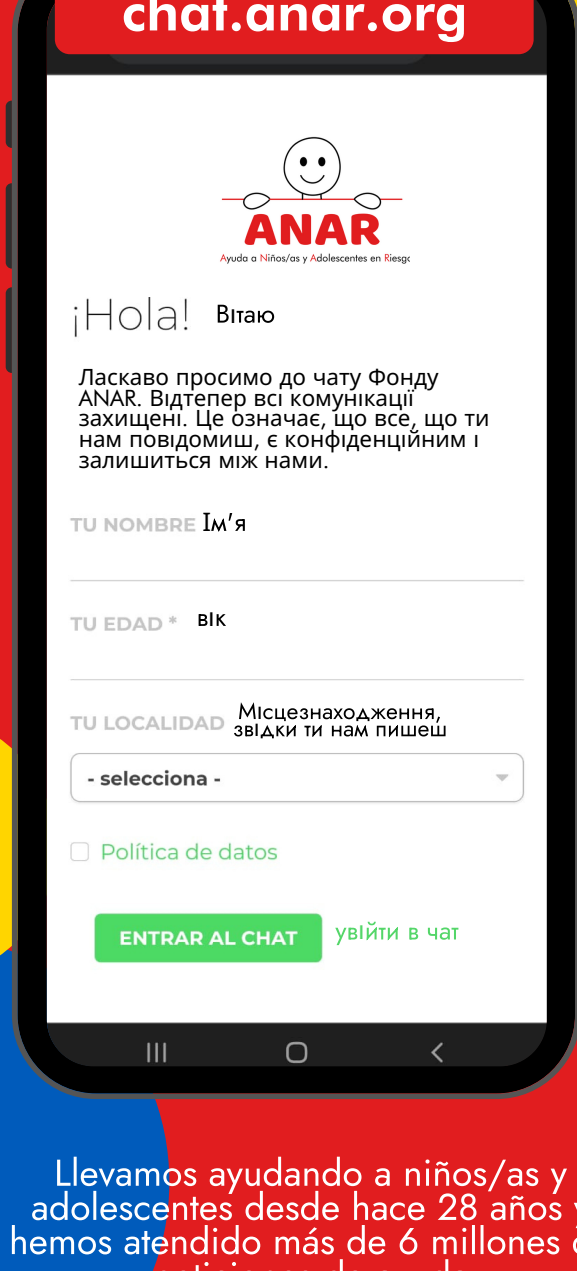 chat.anar.org
ANAR
Ayuda a Niños/as y Adolescentes en Riesgo
¡Hola! Вітаю
Ласкаво просимо до чату Фонду
ANAR. Відтепер всі комунікації
захищені. Це означає, що все, що ти
нам повідомиш, є конфіденційним і
залишиться між нами.
TU NOMBRE Ім'я
TU EDAD * вік
TU LOCALIDAD Місцезнаходження,
звідки ти нам пишеш
- selecciona -
Política de datos
ENTRAR AL CHAT увійти в чат
Llevamos ayudando a niños/as y
adolescentes desde hace 28 años y
hemos atendido más de 6 millones